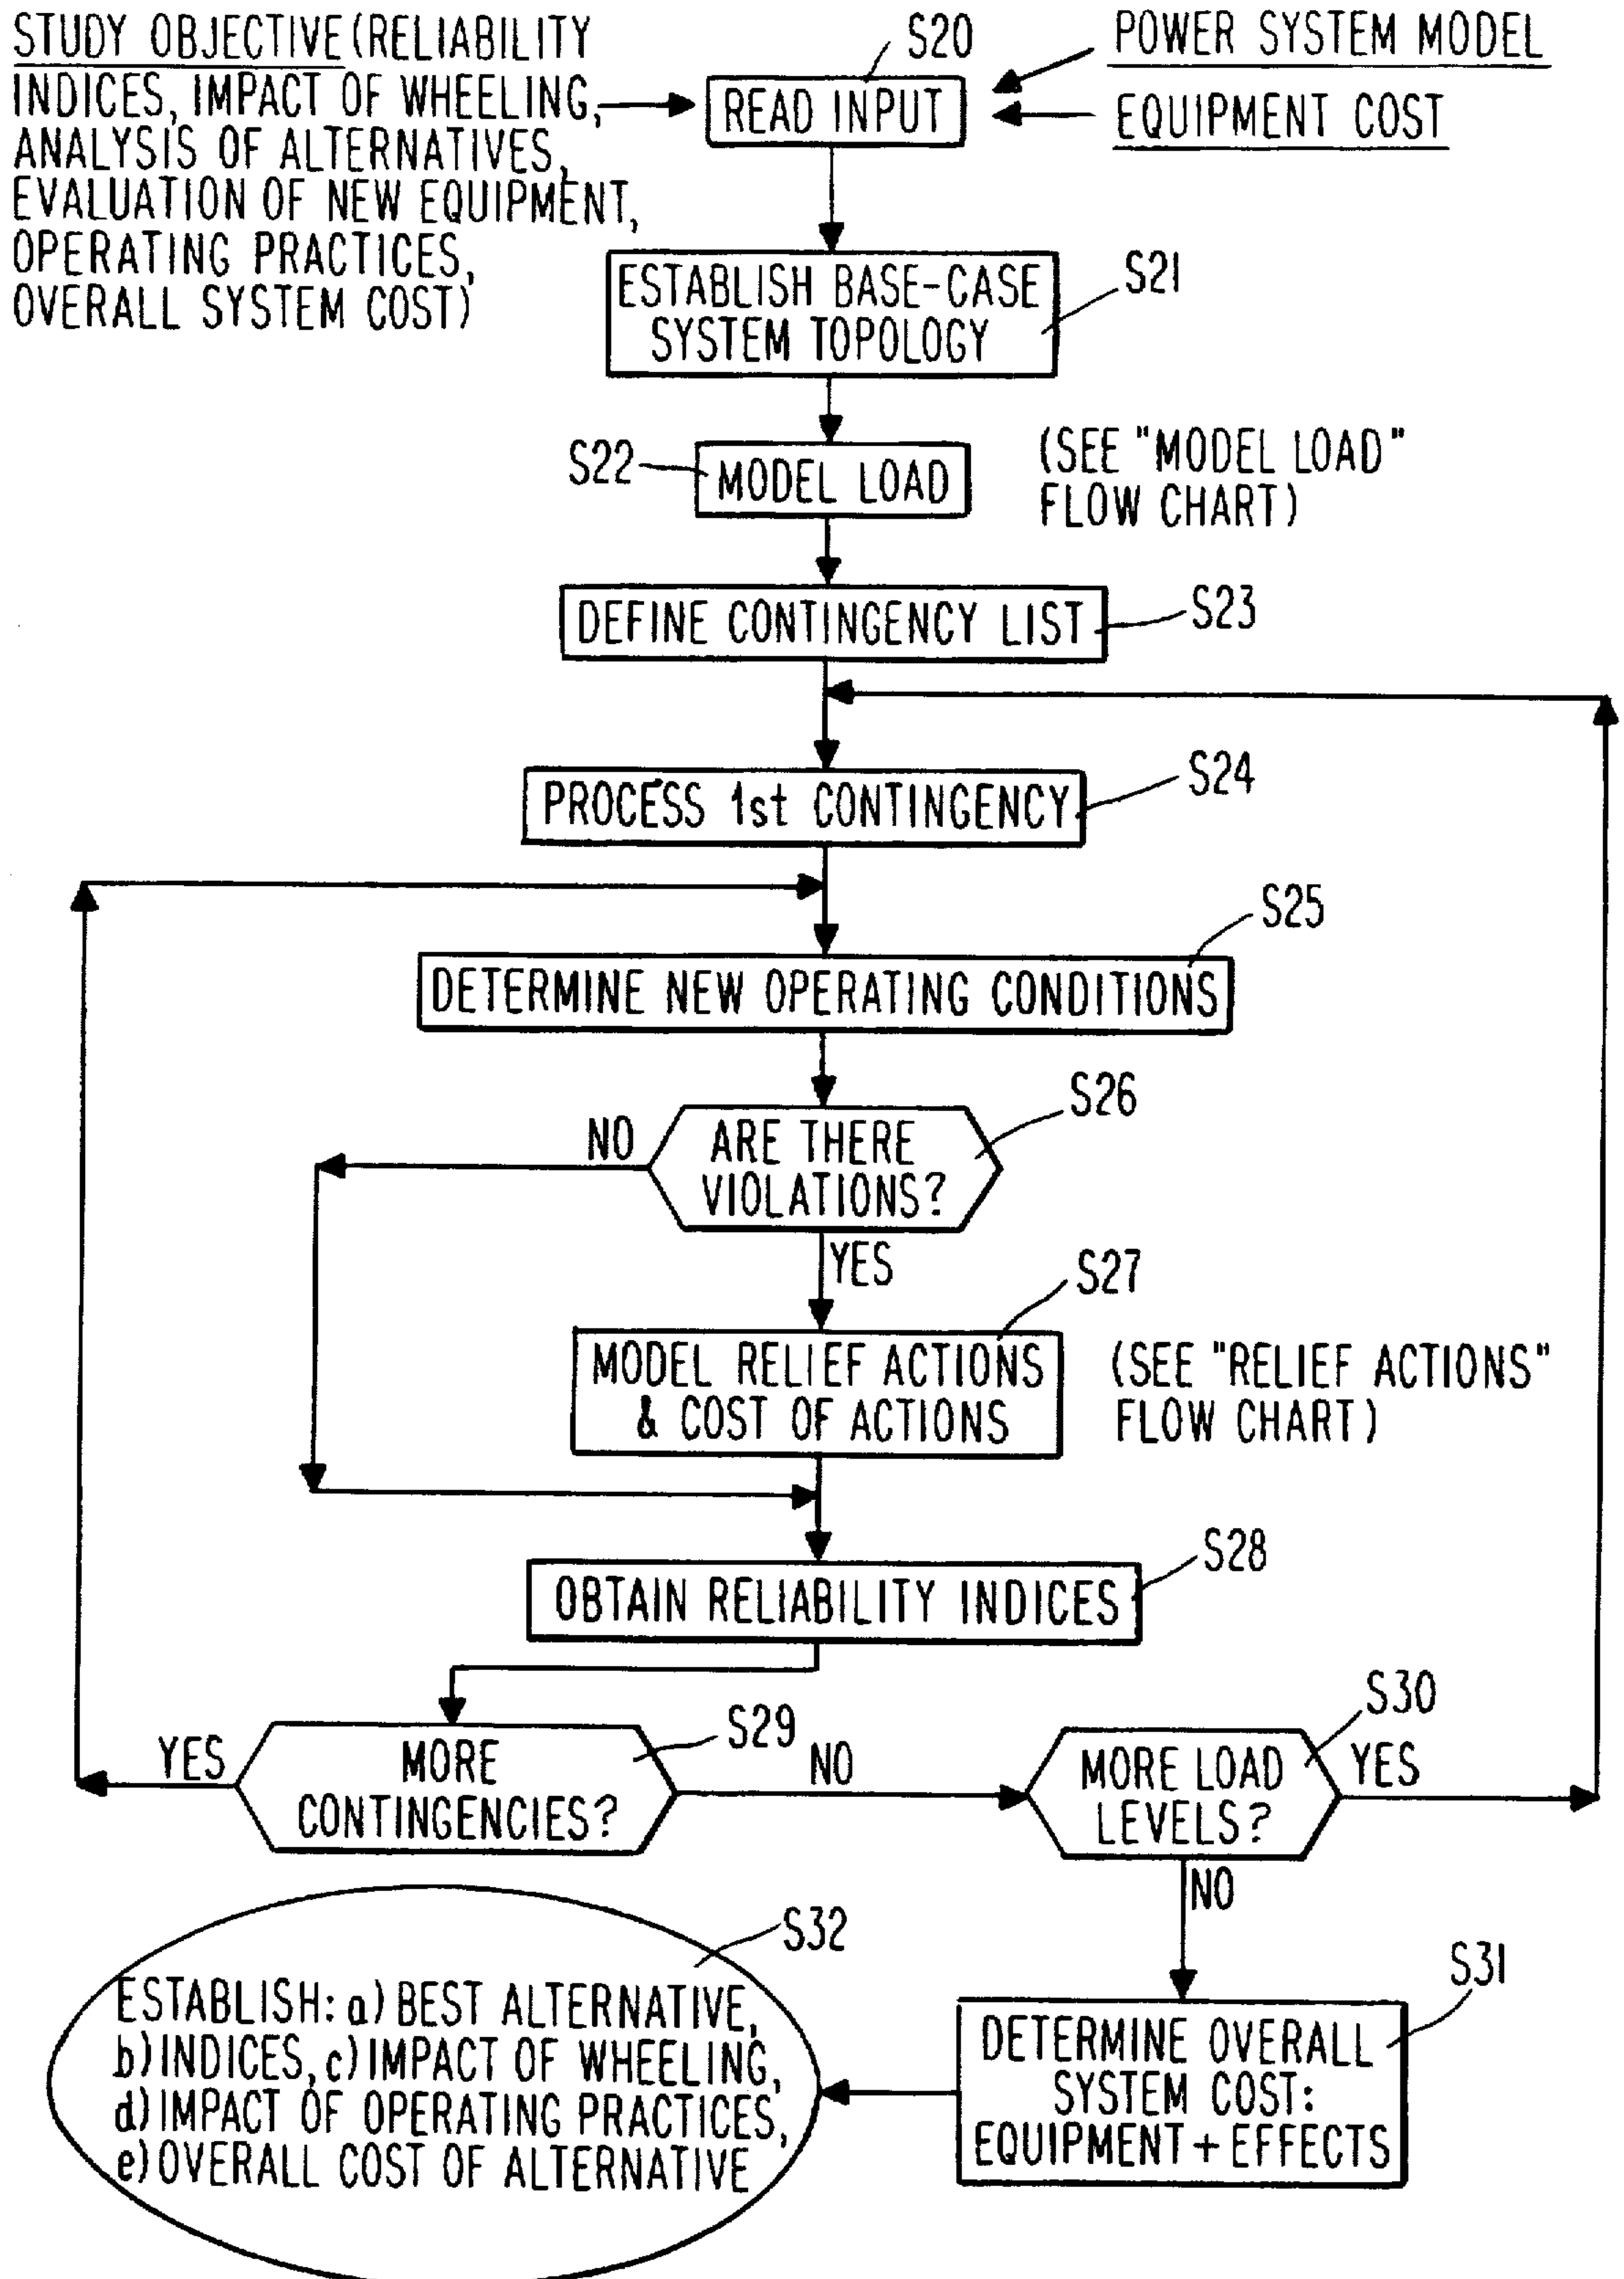 STUDY OBJECTIVE (RELIABILITY
INDICES, IMPACT OF WHEELING,
ANALYSIS OF ALTERNATIVES,
EVALUATION OF NEW EQUIPMENT,
OPERATING PRACTICES,
OVERALL SYSTEM COST)
S20
READ INPUT
POWER SYSTEM MODEL
EQUIPMENT COST
ESTABLISH BASE-CASE
SYSTEM TOPOLOGY
S21
S22
MODEL LOAD
(SEE "MODEL LOAD"
FLOW CHART)
DEFINE CONTINGENCY LIST
S23
PROCESS 1st CONTINGENCY
S24
S25
DETERMINE NEW OPERATING CONDITIONS
S26
NO
ARE THERE
VIOLATIONS?
YES
S27
MODEL RELIEF ACTIONS
& COST OF ACTIONS
(SEE "RELIEF ACTIONS"
FLOW CHART)
S28
OBTAIN RELIABILITY INDICES
YES
MORE
CONTINGENCIES?
S29
NO
S30
MORE LOAD
LEVELS?
YES
NO
S31
DETERMINE OVERALL
SYSTEM COST:
EQUIPMENT + EFFECTS
S32
ESTABLISH: a) BEST ALTERNATIVE,
b) INDICES, c) IMPACT OF WHEELING,
d) IMPACT OF OPERATING PRACTICES,
e) OVERALL COST OF ALTERNATIVE